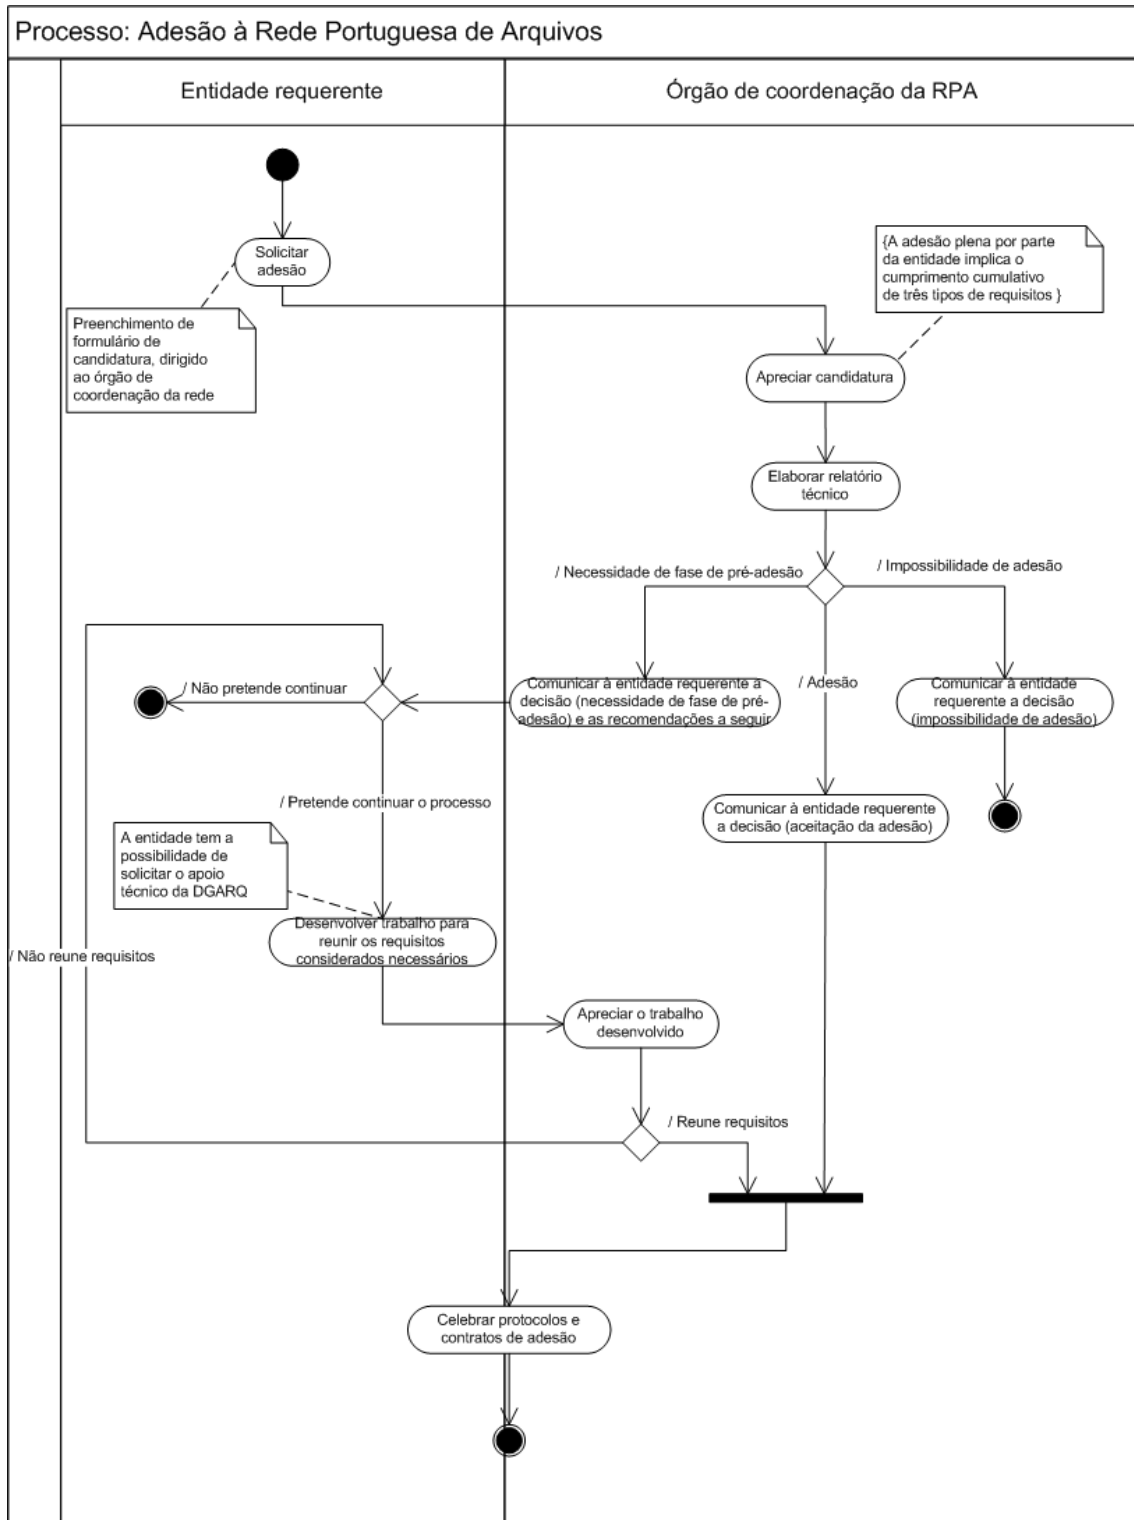 Processo: Adesão à Rede Portuguesa de Arquivos
Entidade requerente
Órgão de coordenação da RPA
Solicitar
adesão
{A adesão plena por parte
da entidade implica o
cumprimento cumulativo
de três tipos de requisitos }
Preenchimento de
formulário de
candidatura, dirigido
ao órgão de
coordenação da rede
Apreciar candidatura
Elaborar relatório
técnico
/ Necessidade de fase de pré-adesão
/ Impossibilidade de adesão
/ Não pretende continuar
Comunicar à entidade requerente a
decisão (necessidade de fase de pré-
adesão) e as recomendações a seguir
/ Adesão
Comunicar à entidade
requerente a decisão
(impossibilidade de adesão)
/ Pretende continuar o processo
Comunicar à entidade requerente
a decisão (aceitação da adesão)
A entidade tem a
possibilidade de
solicitar o apoio
técnico da DGARQ
Desenvolver trabalho para
reunir os requisitos
considerados necessários
/ Não reune requisitos
Apreciar o trabalho
desenvolvido
/ Reune requisitos
Celebrar protocolos e
contratos de adesão